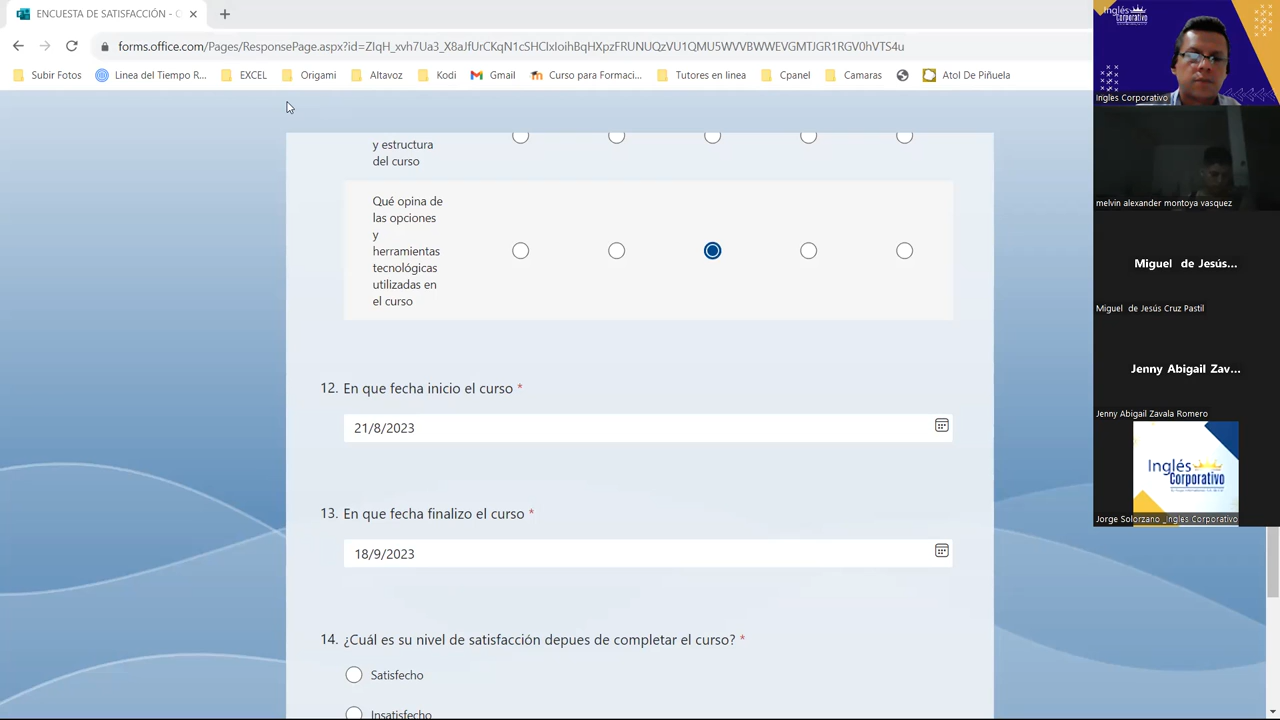 ENCUESTA DE SATISFACCIÓN - C
forms.office.com/Pages/ResponsePage.aspx?id=ZIqH_xvh7Ua3_X8aJfUrCKqN1cSHCIxIotBqHXpzFRUNUQzVU1QMU5WVVBWWEVGMTJGR1RGV0hVTS4u
Subir Fotos
Linea del Tiempo R...
EXCEL
Origami
Altavoz
Kodi
Gmail
Curso para Formaci...
Tutores en linea
Cpanel
Camaras
Atol De Piñuela
y estructura
del curso
Qué opina de
las opciones
y
herramientas
tecnológicas
utilizadas en
el curso
12. En que fecha inicio el curso *
21/8/2023
13. En que fecha finalizo el curso *
18/9/2023
14. ¿Cuál es su nivel de satisfacción depues de completar el curso? *
Satisfecho
Insatisfecho
Inglés
Corporativo
Ingles Corporativo
melvin alexander montoya vasquez
Miguel de Jesús...
Miguel de Jesús Cruz Pastil
Jenny Abigail Zav...
Jenny Abigail Zavala Romero
Inglés
Corporativo
Jorge Solorzano _Ingles Corporativo